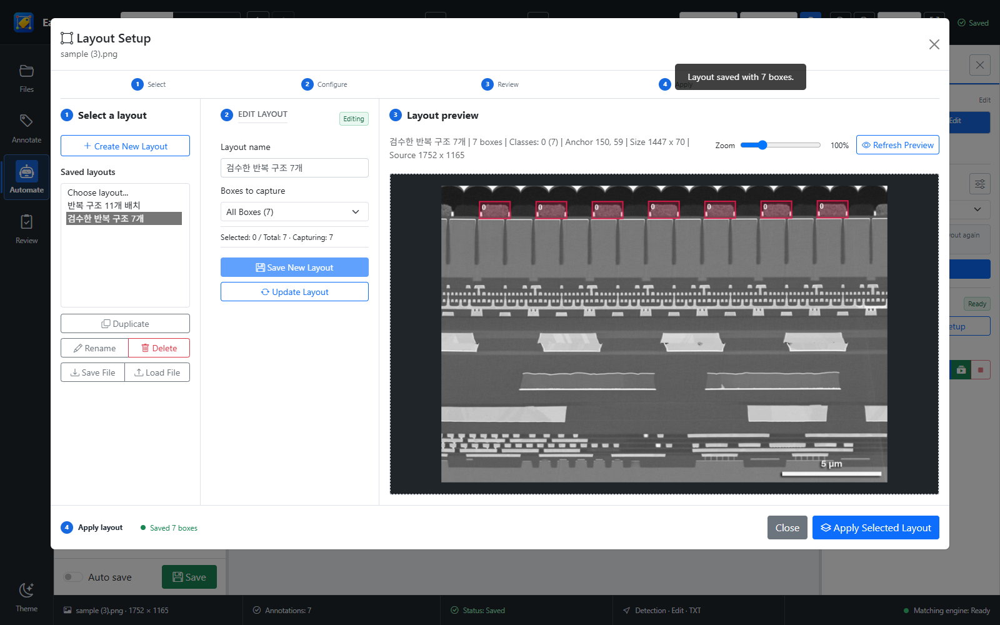 Ea
Saved
Layout Setup
sample (3).png
Layout saved with 7 boxes.
1 Select
2 Configure
3 Review
4 Apply
Files
Annotate
Automate
Review
Theme
1 Select a layout
Create New Layout
Saved layouts
Choose layout...
반복 구조 11개 배치
검수한 반복 구조 7개
Duplicate
Rename
Delete
Save File
Load File
2 EDIT LAYOUT
Editing
Layout name
검수한 반복 구조 7개
Boxes to capture
All Boxes (7)
Selected: 0 / Total: 7 · Capturing: 7
Save New Layout
Update Layout
3 Layout preview
검수한 반복 구조 7개 | 7 boxes | Classes: 0 (7) | Anchor 150, 59 | Size 1447 x 70 |
Source 1752 x 1165
Zoom
100%
Refresh Preview
0 0 0 0 0 0 0
5 µm
Edit
Edit
out again
Ready
etup
4 Apply layout
Saved 7 boxes
Close
Apply Selected Layout
Auto save
Save
sample (3).png · 1752 × 1165
Annotations: 7
Status: Saved
Detection · Edit · TXT
Matching engine: Ready